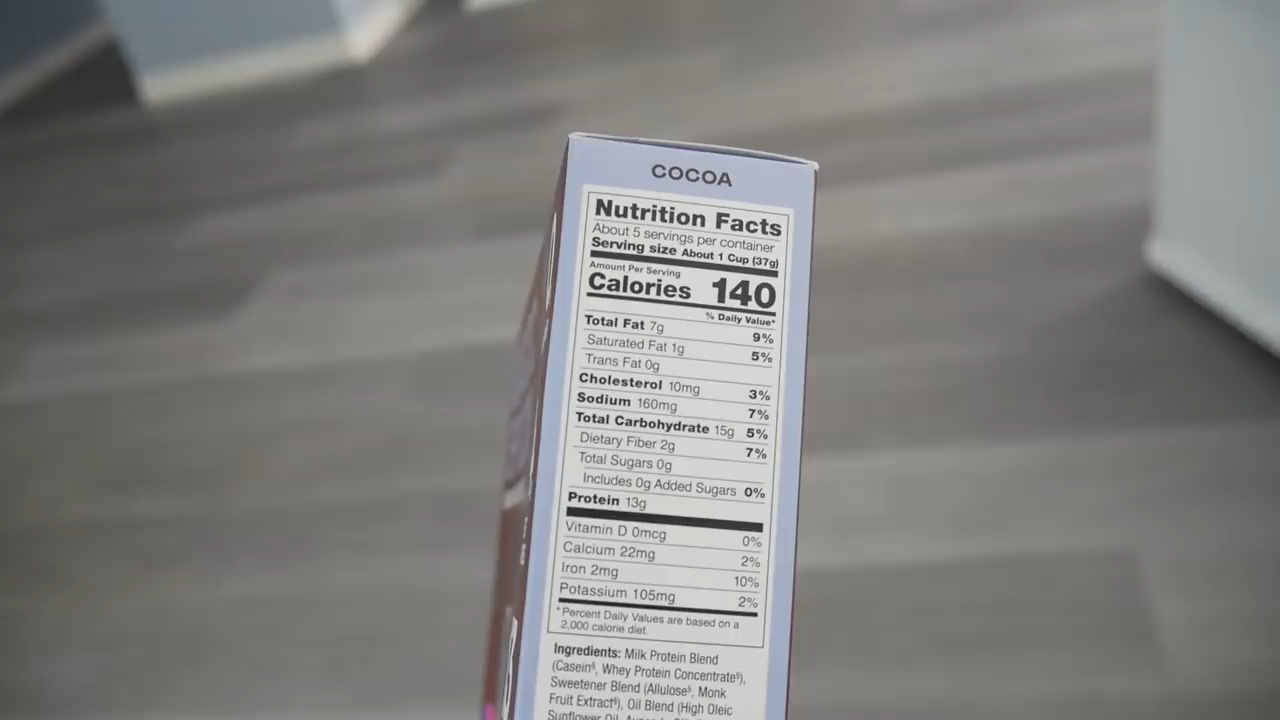 COCOA
Nutrition Facts
About 5 servings per container
Serving size About 1 Cup (37g)
Amount Per Serving
Calories 140
% Daily Value*
Total Fat 7g 9%
Saturated Fat 1g 5%
Trans Fat 0g
Cholesterol 10mg 3%
Sodium 160mg 7%
Total Carbohydrate 15g 5%
Dietary Fiber 2g 7%
Total Sugars 0g
Includes 0g Added Sugars 0%
Protein 13g
Vitamin D 0mcg 0%
Calcium 22mg 2%
Iron 2mg 10%
Potassium 105mg 2%
*Percent Daily Values are based on a
2,000 calorie diet.
Ingredients: Milk Protein Blend
(Casein§, Whey Protein Concentrate§),
Sweetener Blend (Allulose§, Monk
Fruit Extract§), Oil Blend (High Oleic
Sunflower Oil,